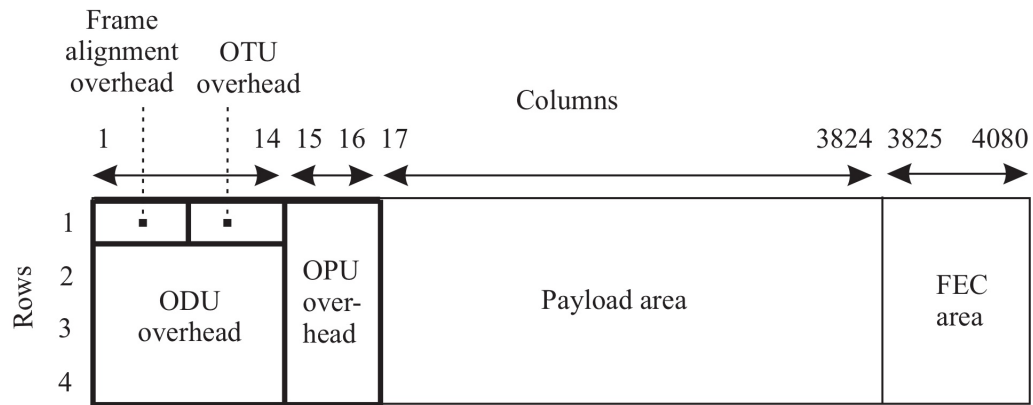 Frame
alignment
overhead
OTU
overhead
Columns
1 14 15 16 17 3824 3825 4080
Rows
1
2
3
4
ODU
overhead
OPU
over-
head
Payload area
FEC
area